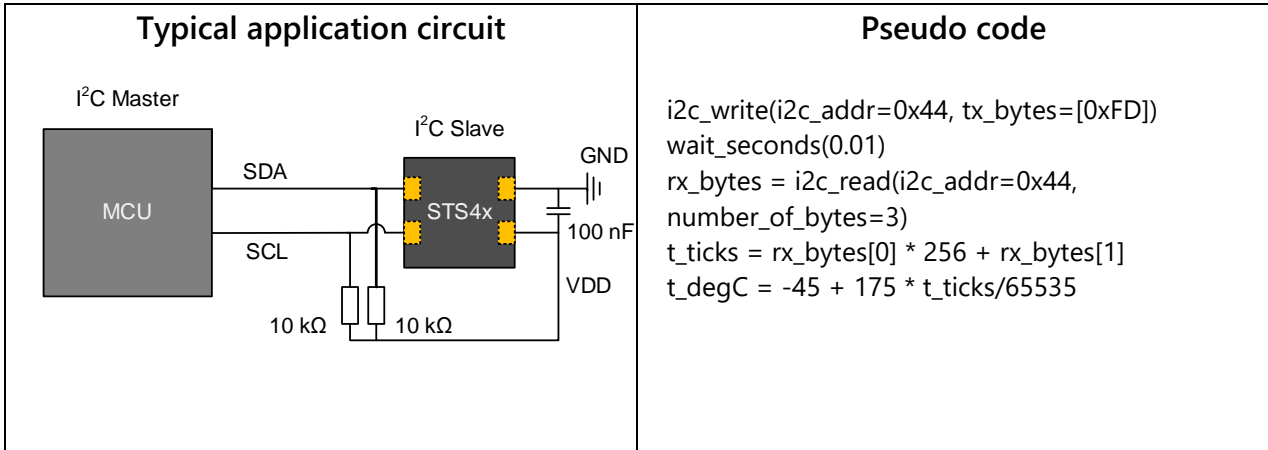 Typical application circuit
I²C Master
MCU
SDA
SCL
I²C Slave
STS4x
GND
100 nF
VDD
10 kΩ
10 kΩ
Pseudo code
i2c_write(i2c_addr=0x44, tx_bytes=[0xFD])
wait_seconds(0.01)
rx_bytes = i2c_read(i2c_addr=0x44,
number_of_bytes=3)
t_ticks = rx_bytes[0] * 256 + rx_bytes[1]
t_degC = -45 + 175 * t_ticks/65535